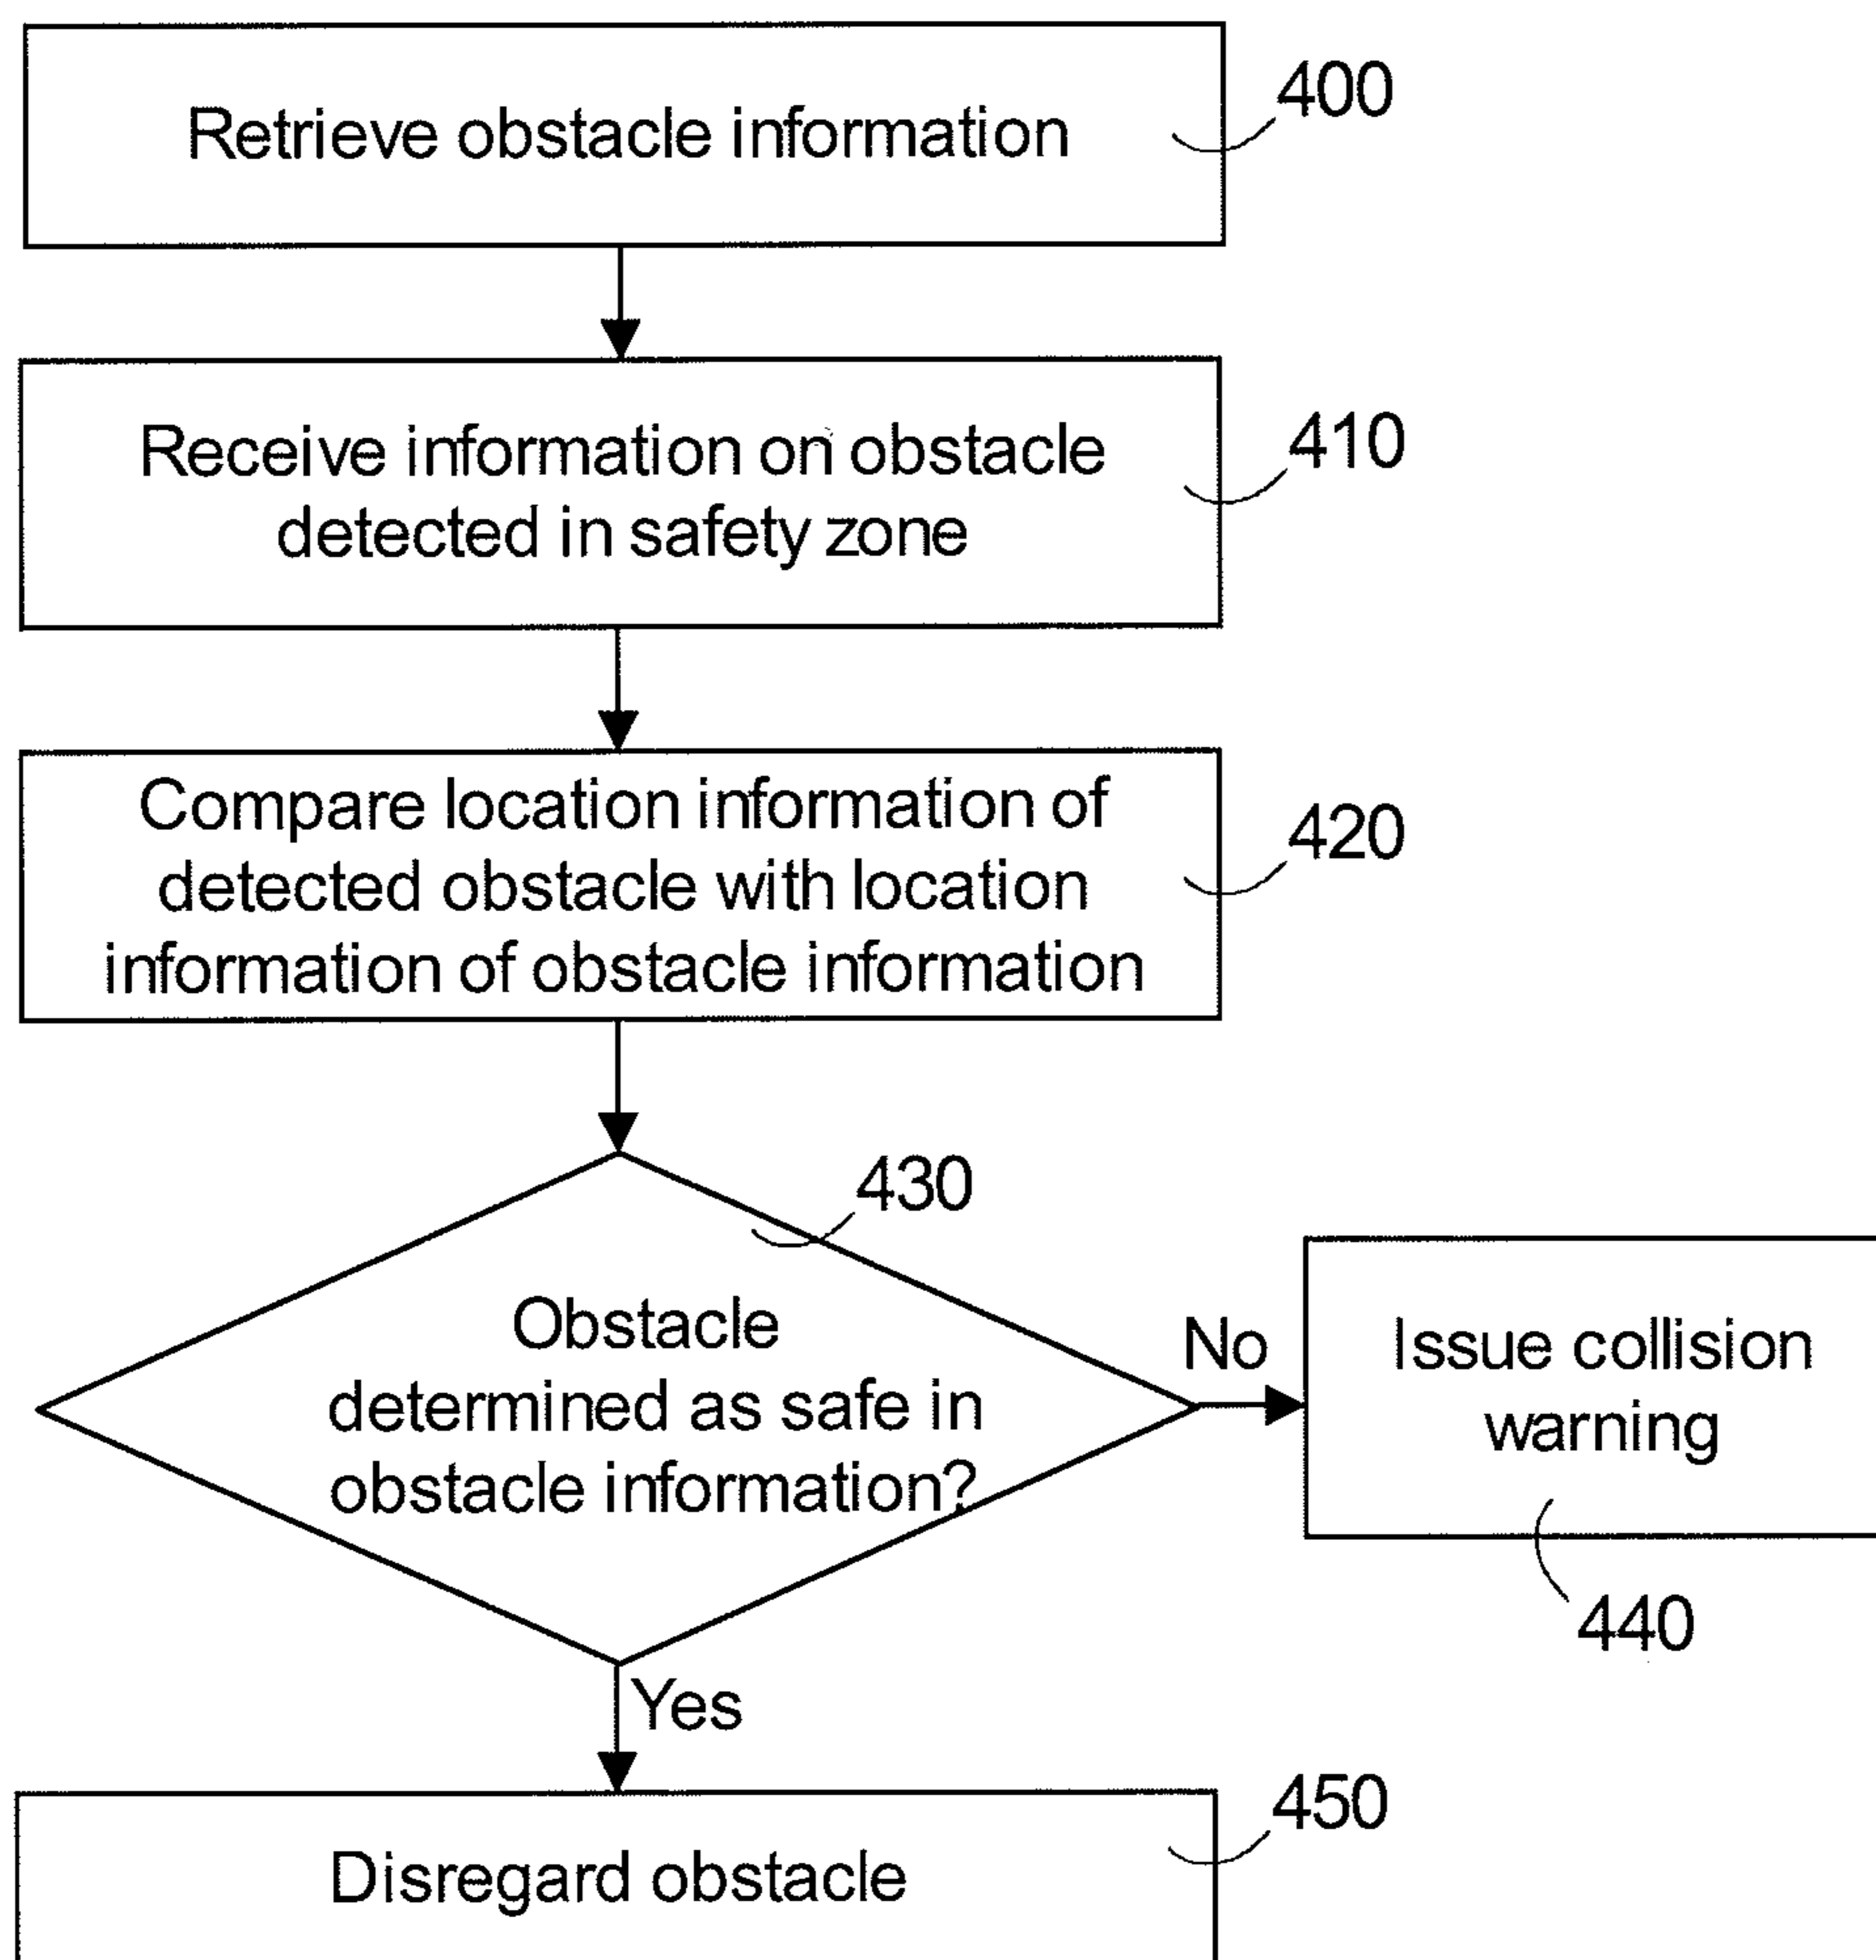 Retrieve obstacle information
400
Receive information on obstacle
detected in safety zone
410
Compare location information of
detected obstacle with location
information of obstacle information
420
430
Obstacle
determined as safe in
obstacle information?
No
Issue collision
warning
440
Yes
450
Disregard obstacle